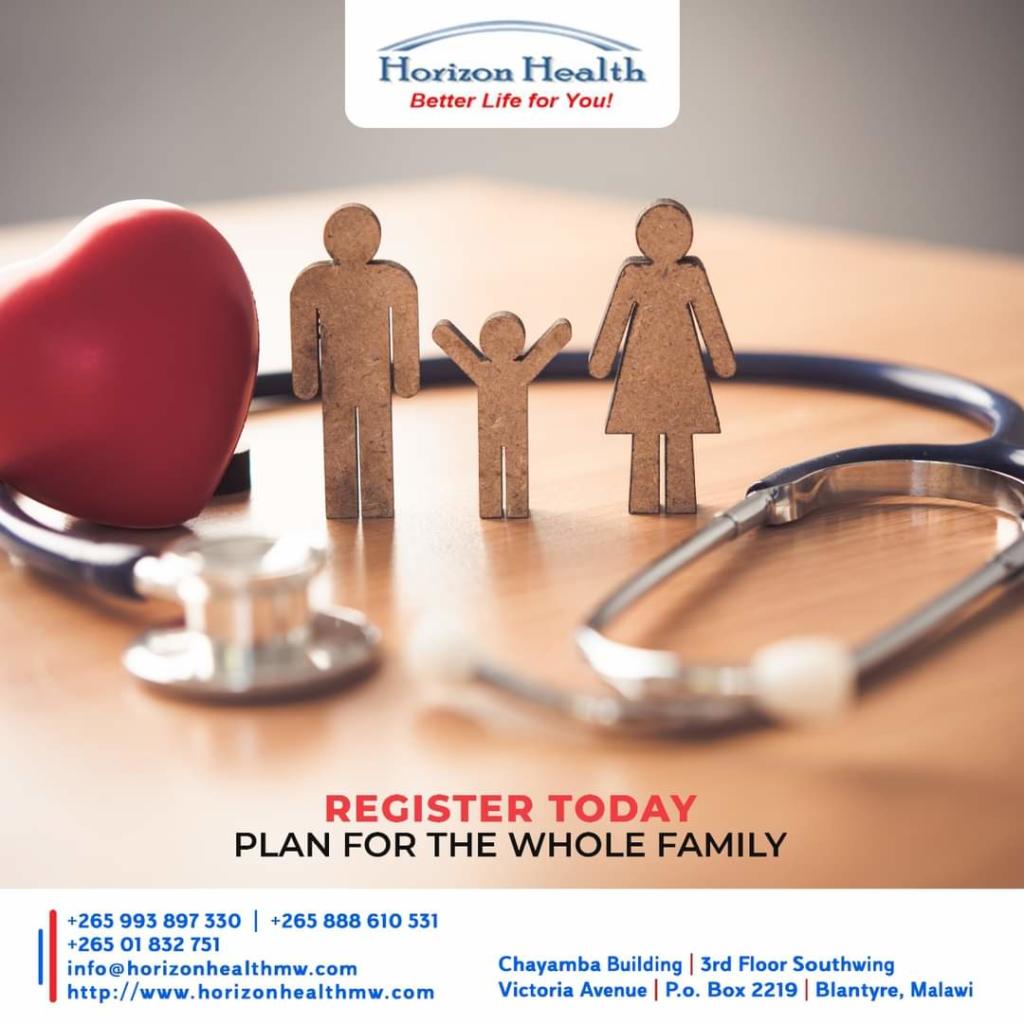 Horizon Health
Better Life for You!
REGISTER TODAY
PLAN FOR THE WHOLE FAMILY
+265 993 897 330 | +265 888 610 531
+265 01 832 751
info@horizonhealthmw.com
http://www.horizonhealthmw.com
Chayamba Building | 3rd Floor Southwing
Victoria Avenue | P.o. Box 2219 | Blantyre, Malawi